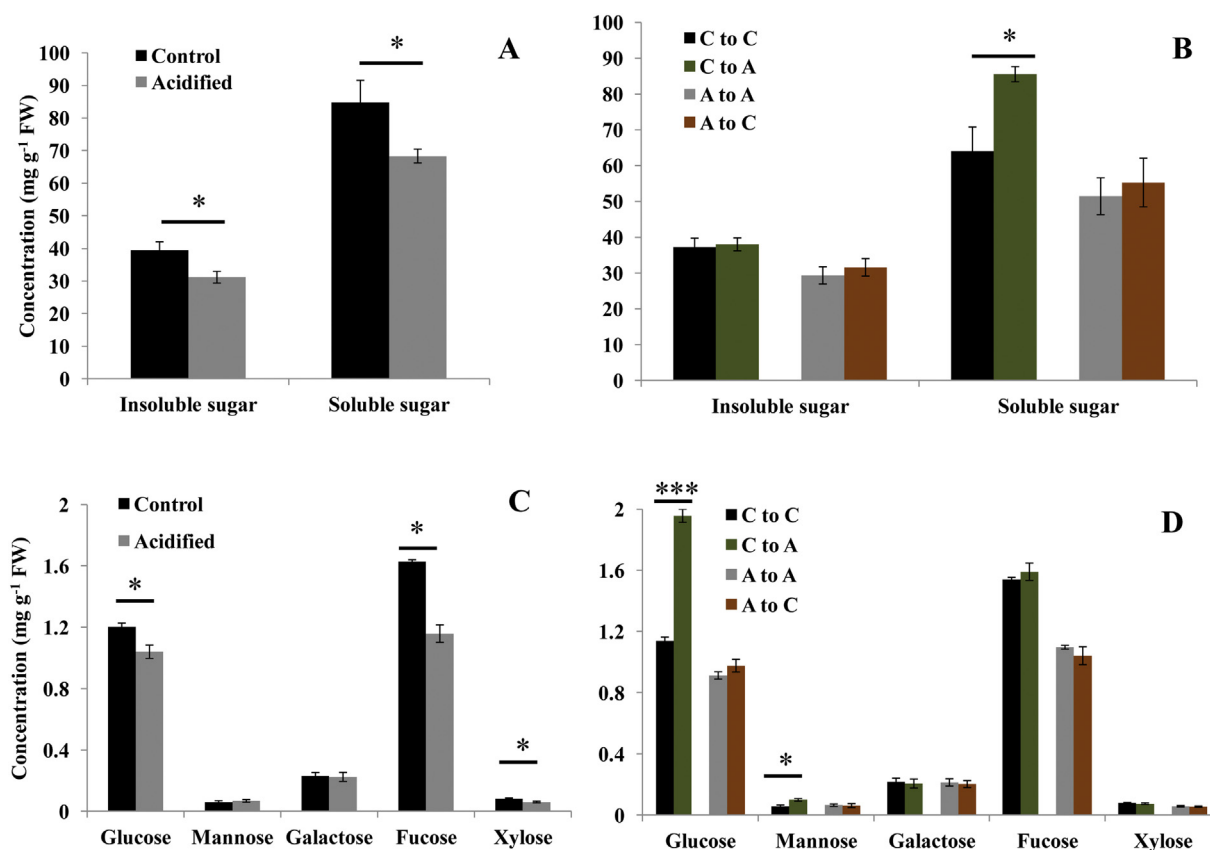 A
Control
Acidified
*
*
Concentration (mg g-1 FW)
100
90
80
70
60
50
40
30
20
10
0
Insoluble sugar
Soluble sugar
B
C to C
C to A
A to A
A to C
*
100
90
80
70
60
50
40
30
20
10
0
Insoluble sugar
Soluble sugar
C
Control
Acidified
*
*
*
Concentration (mg g-1 FW)
2
1.6
1.2
0.8
0.4
0
Glucose
Mannose
Galactose
Fucose
Xylose
D
***
C to C
C to A
A to A
A to C
*
2
1.6
1.2
0.8
0.4
0
Glucose
Mannose
Galactose
Fucose
Xylose